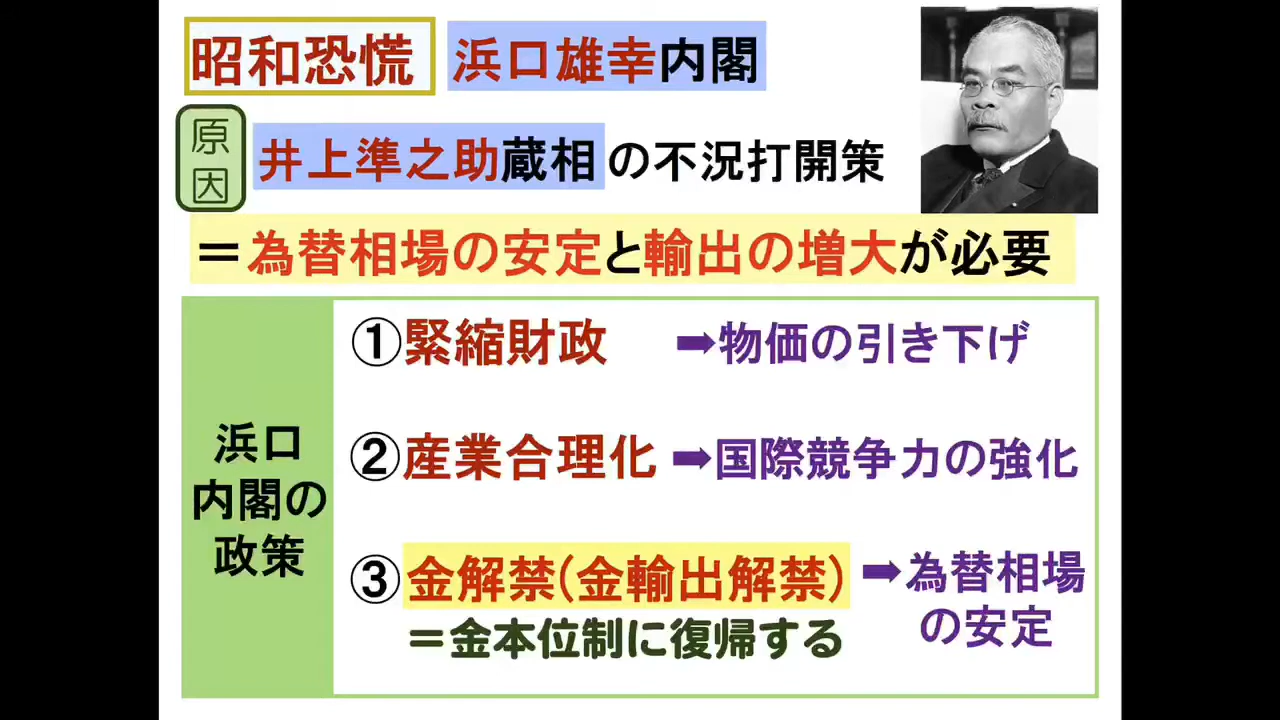 昭和恐慌 浜口雄幸内閣
原因
井上準之助蔵相の不況打開策
＝為替相場の安定と輸出の増大が必要
浜口
内閣の
政策
①緊縮財政 ➡物価の引き下げ
②産業合理化 ➡国際競争力の強化
③金解禁(金輸出解禁)
＝金本位制に復帰する
➡為替相場
の安定